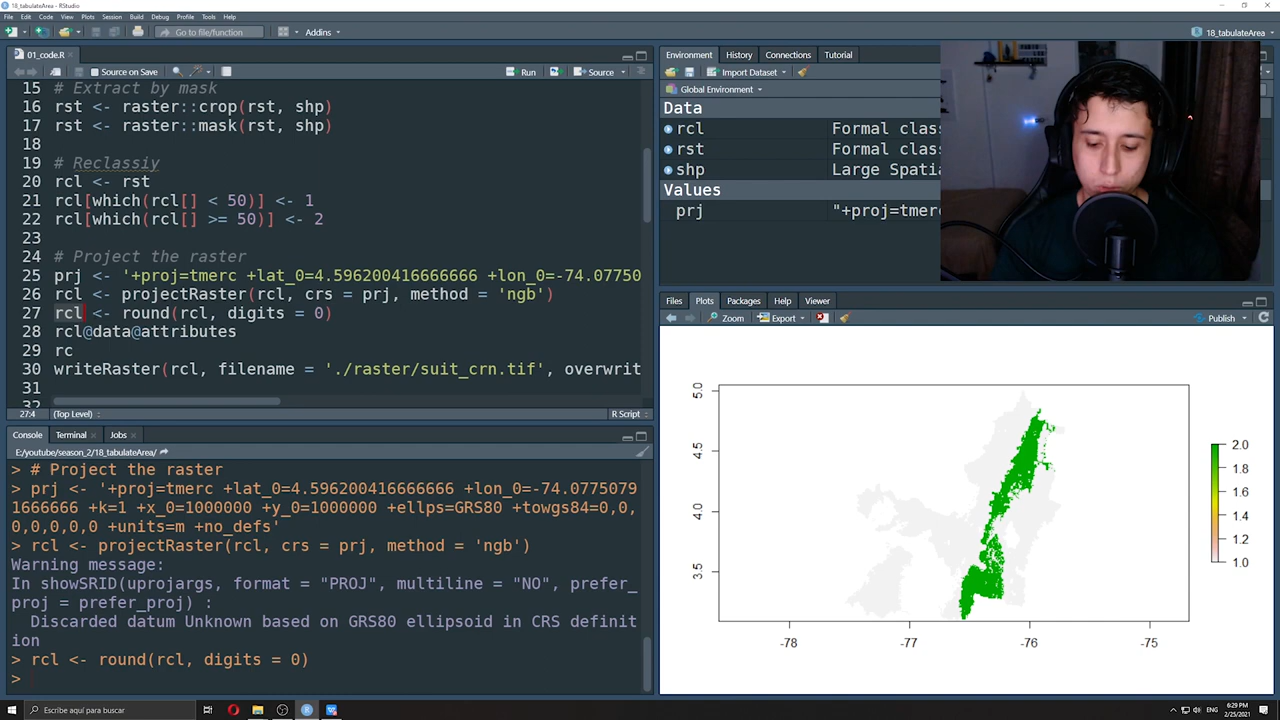 18_tabulateArea - RStudio
File Edit Code View Plots Session Build Debug Profile Tools Help
Go to file/function Addins 18_tabulateArea
01_code.R
Source on Save Run Source
15 # Extract by mask
16 rst <- raster::crop(rst, shp)
17 rst <- raster::mask(rst, shp)
18
19 # Reclassiy
20 rcl <- rst
21 rcl[which(rcl[] < 50)] <- 1
22 rcl[which(rcl[] >= 50)] <- 2
23
24 # Project the raster
25 prj <- '+proj=tmerc +lat_0=4.596200416666666 +lon_0=-74.07750
26 rcl <- projectRaster(rcl, crs = prj, method = 'ngb')
27 rcl <- round(rcl, digits = 0)
28 rcl@data@attributes
29 rc
30 writeRaster(rcl, filename = './raster/suit_crn.tif', overwrit
31
32
27:4 (Top Level) R Script
Console Terminal Jobs
E:/youtube/season_2/18_tabulateArea/
> # Project the raster
> prj <- '+proj=tmerc +lat_0=4.596200416666666 +lon_0=-74.0775079
1666666 +k=1 +x_0=1000000 +y_0=1000000 +ellps=GRS80 +towgs84=0,0,
0,0,0,0,0 +units=m +no_defs'
> rcl <- projectRaster(rcl, crs = prj, method = 'ngb')
Warning message:
In showSRID(uprojargs, format = "PROJ", multiline = "NO", prefer_
proj = prefer_proj) :
Discarded datum Unknown based on GRS80 ellipsoid in CRS definit
ion
> rcl <- round(rcl, digits = 0)
>
Environment History Connections Tutorial
Import Dataset
Global Environment
Data
rcl Formal clas
rst Formal clas
shp Large Spati
Values
prj "+proj=tmer
Files Plots Packages Help Viewer
Zoom Export Publish
5.0
4.5
4.0
3.5
-78 -77 -76 -75
2.0
1.8
1.6
1.4
1.2
1.0
Escribe aquí para buscar
ENG
6:29 PM
2/25/2021